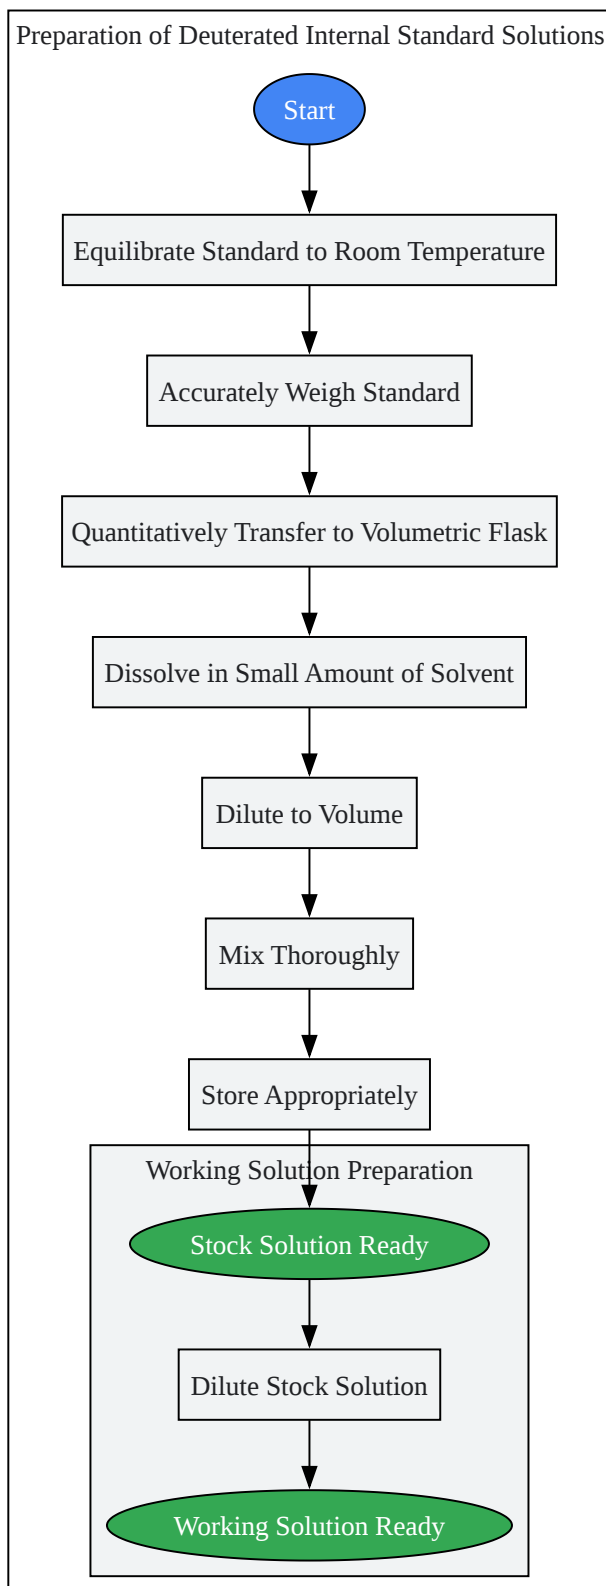 Preparation of Deuterated Internal Standard Solutions
Start
Equilibrate Standard to Room Temperature
Accurately Weigh Standard
Quantitatively Transfer to Volumetric Flask
Dissolve in Small Amount of Solvent
Dilute to Volume
Mix Thoroughly
Store Appropriately
Working Solution Preparation
Stock Solution Ready
Dilute Stock Solution
Working Solution Ready